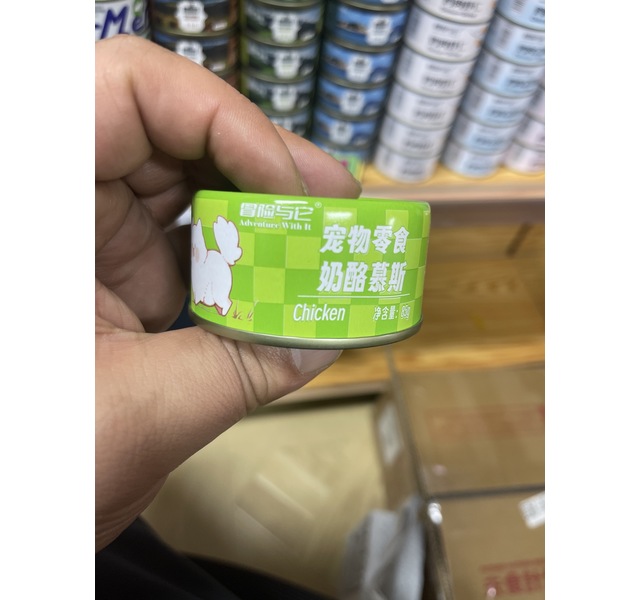 冒险与它®
Adventure With It
宠物零食
奶酪慕斯
Chicken
净含量：85g